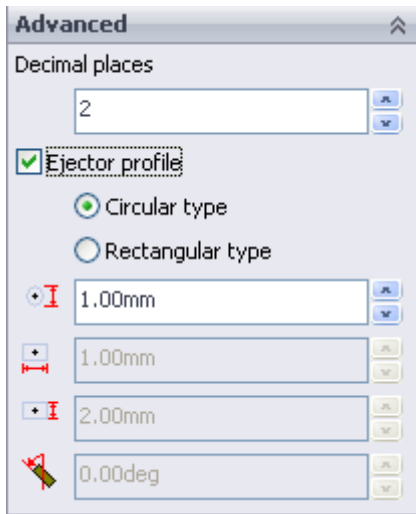 Advanced
Decimal places
2
Ejector profile
Circular type
Rectangular type
1.00mm
1.00mm
2.00mm
0.00deg